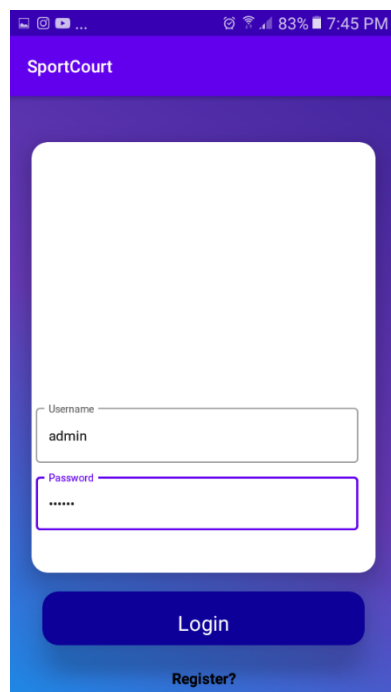 ... 83% 7:45 PM
SportCourt
Username
admin
Password
••••••
Login
Register?